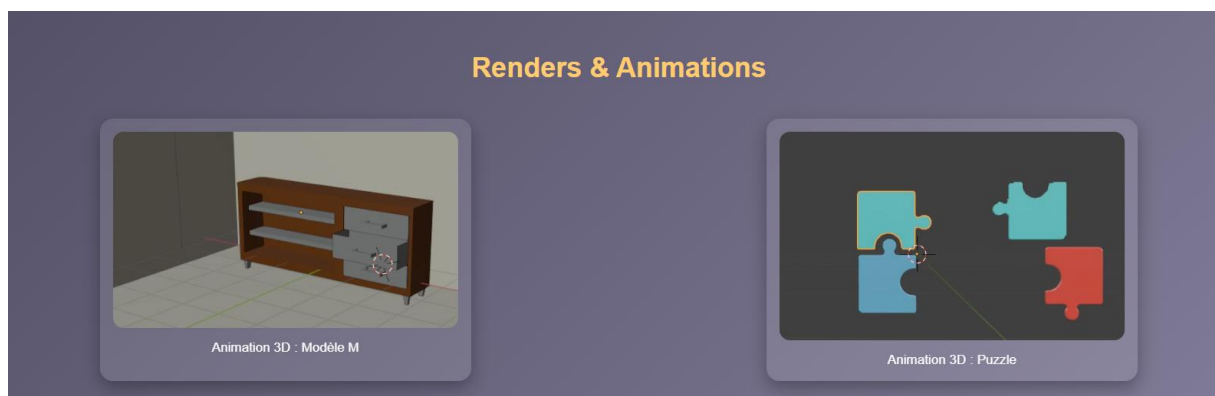 Renders & Animations
Animation 3D : Modèle M
Animation 3D : Puzzle